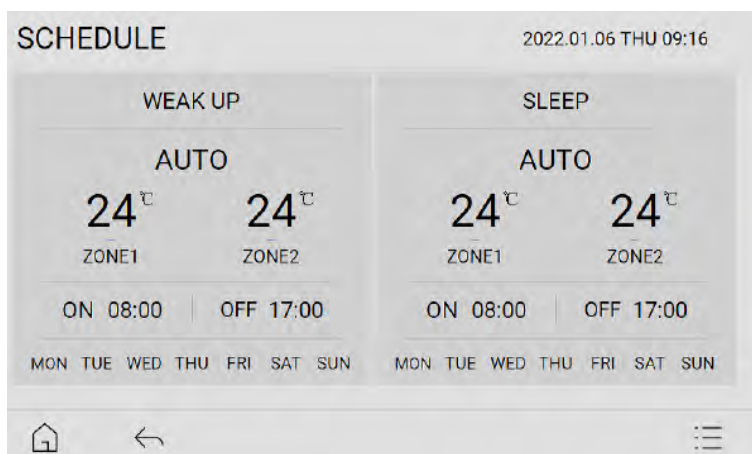 SCHEDULE
2022.01.06 THU 09:16
WEAK UP
AUTO
24℃ 24℃
ZONE1 ZONE2
ON 08:00 OFF 17:00
MON TUE WED THU FRI SAT SUN
SLEEP
AUTO
24℃ 24℃
ZONE1 ZONE2
ON 08:00 OFF 17:00
MON TUE WED THU FRI SAT SUN